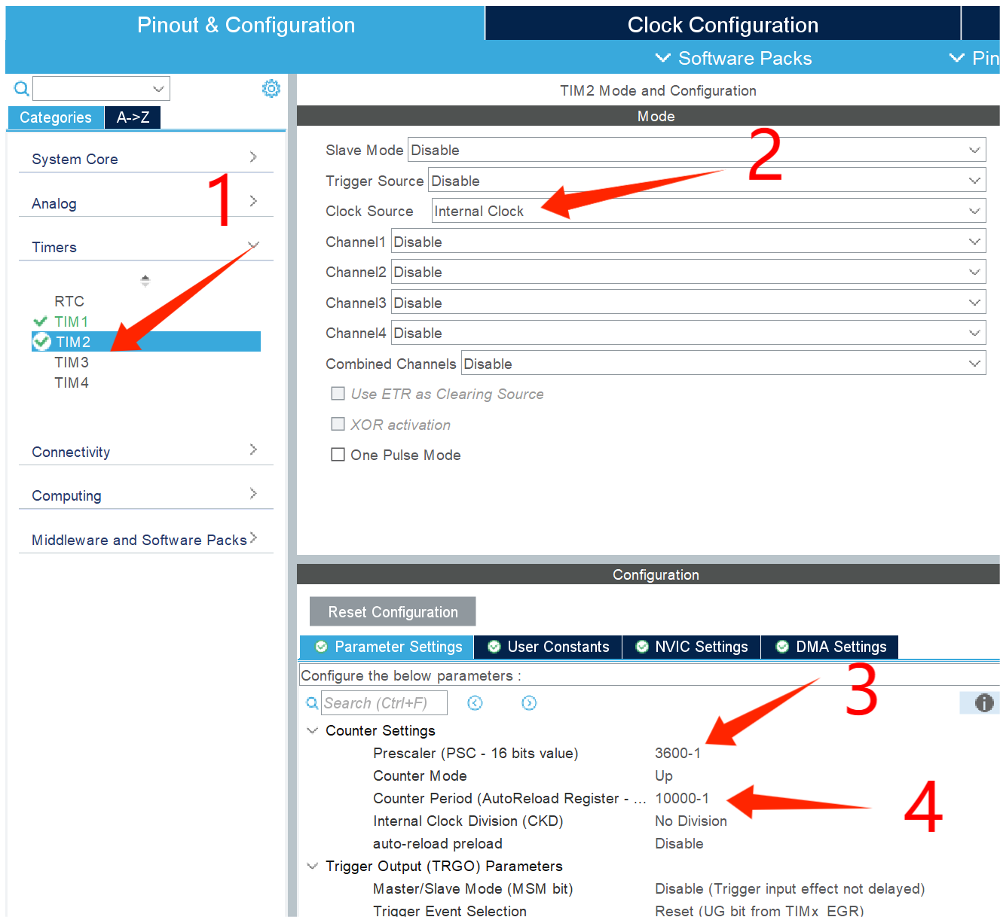 Pinout & Configuration
Clock Configuration
Software Packs
Pin
Categories
A->Z
System Core
1
Analog
Timers
RTC
TIM1
TIM2
TIM3
TIM4
Connectivity
Computing
Middleware and Software Packs
TIM2 Mode and Configuration
Mode
2
Slave Mode Disable
Trigger Source Disable
Clock Source Internal Clock
Channel1 Disable
Channel2 Disable
Channel3 Disable
Channel4 Disable
Combined Channels Disable
Use ETR as Clearing Source
XOR activation
One Pulse Mode
Configuration
Reset Configuration
Parameter Settings
User Constants
NVIC Settings
DMA Settings
Configure the below parameters :
3
Search (Ctrl+F)
Counter Settings
Prescaler (PSC - 16 bits value) 3600-1
Counter Mode Up
Counter Period (AutoReload Register - ... 10000-1
4
Internal Clock Division (CKD) No Division
auto-reload preload Disable
Trigger Output (TRGO) Parameters
Master/Slave Mode (MSM bit) Disable (Trigger input effect not delayed)
Trigger Event Selection Reset (UG bit from TIMx_EGR)